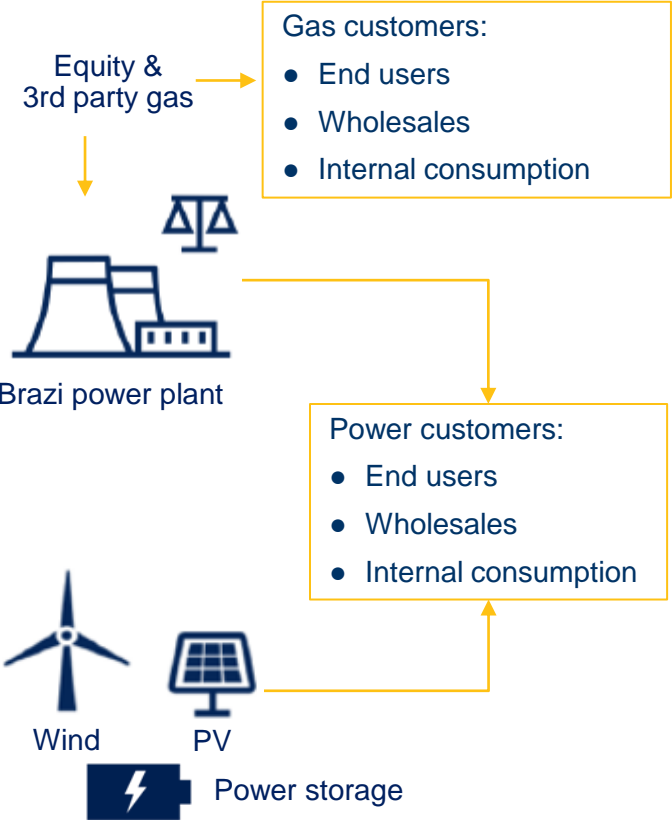 Equity &
3rd party gas
Gas customers:
● End users
● Wholesales
● Internal consumption
Brazi power plant
Power customers:
● End users
● Wholesales
● Internal consumption
Wind
PV
Power storage